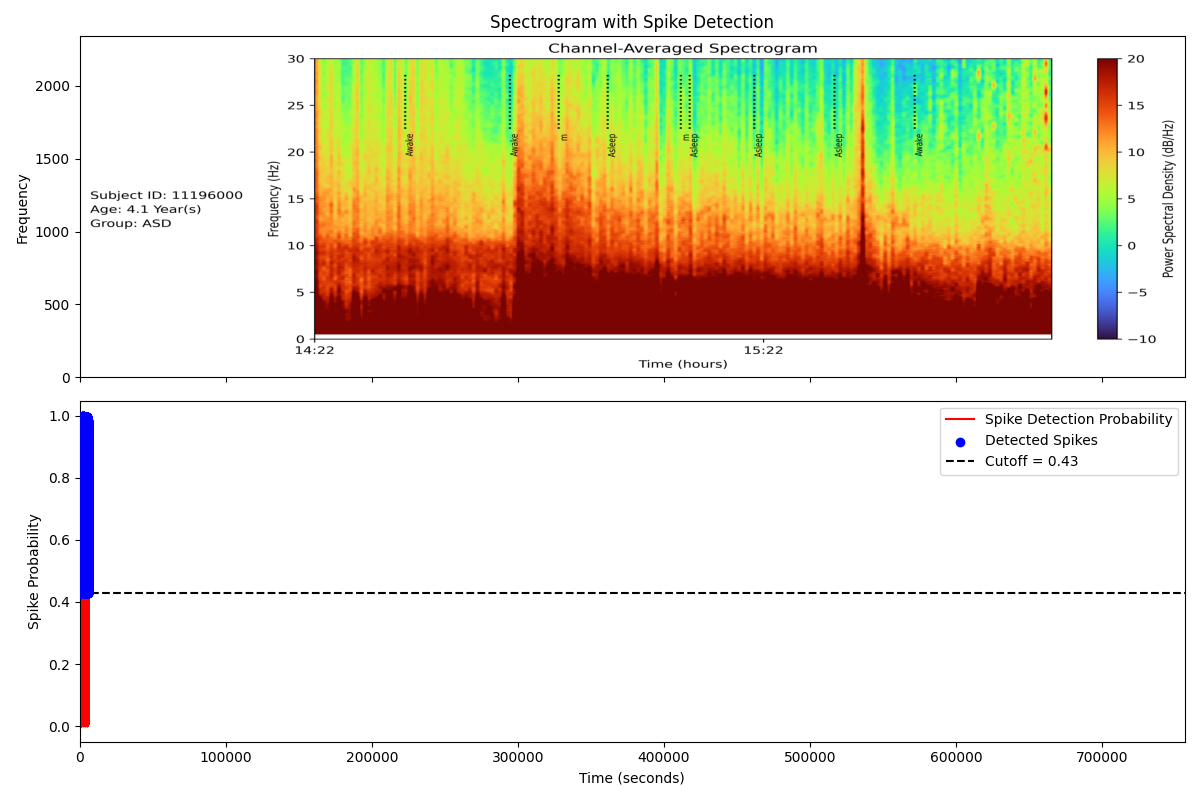 Spectrogram with Spike Detection
Channel-Averaged Spectrogram
Frequency
2000
1500
1000
500
0
Subject ID: 11196000
Age: 4.1 Year(s)
Group: ASD
Frequency (Hz)
30
25
20
15
10
5
0
Awake
Awake
m
Asleep
m
Asleep
Asleep
Asleep
Awake
14:22
15:22
Time (hours)
20
15
10
5
0
−5
−10
Power Spectral Density (dB/Hz)
Spike Probability
1.0
0.8
0.6
0.4
0.2
0.0
Spike Detection Probability
Detected Spikes
Cutoff = 0.43
0
100000
200000
300000
400000
500000
600000
700000
Time (seconds)